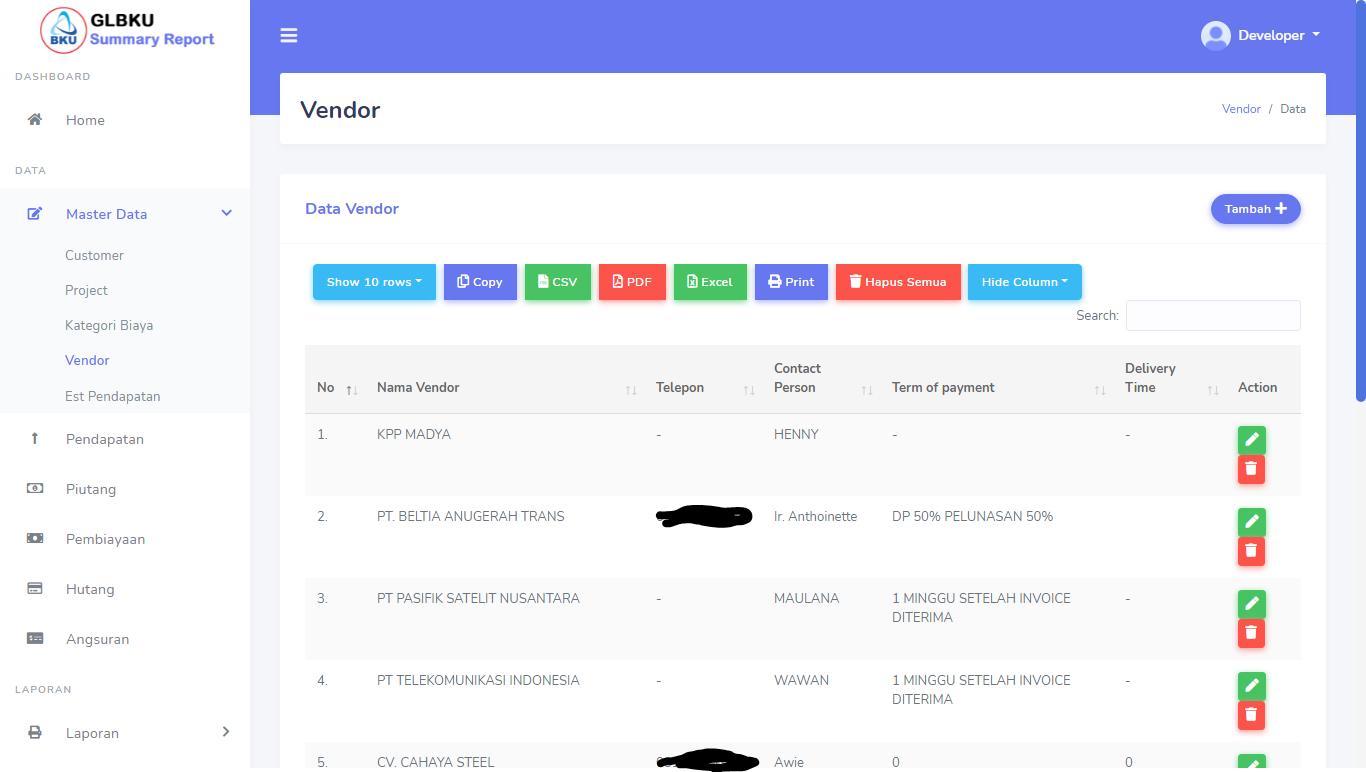 GLBKU
BKU
Summary Report
DASHBOARD
Home
DATA
Master Data
Customer
Project
Kategori Biaya
Vendor
Est Pendapatan
Pendapatan
Piutang
Pembiayaan
Hutang
Angsuran
LAPORAN
Laporan
Developer
Vendor
Vendor / Data
Data Vendor
Tambah
Show 10 rows
Copy
CSV
PDF
Excel
Print
Hapus Semua
Hide Column
Search:
No Nama Vendor Telepon Contact Person Term of payment Delivery Time Action
1. KPP MADYA - HENNY - -
2. PT. BELTIA ANUGERAH TRANS Ir. Anthoinette DP 50% PELUNASAN 50%
3. PT PASIFIK SATELIT NUSANTARA - MAULANA 1 MINGGU SETELAH INVOICE -
DITERIMA
4. PT TELEKOMUNIKASI INDONESIA - WAWAN 1 MINGGU SETELAH INVOICE -
DITERIMA
5. CV. CAHAYA STEEL Awie 0 0